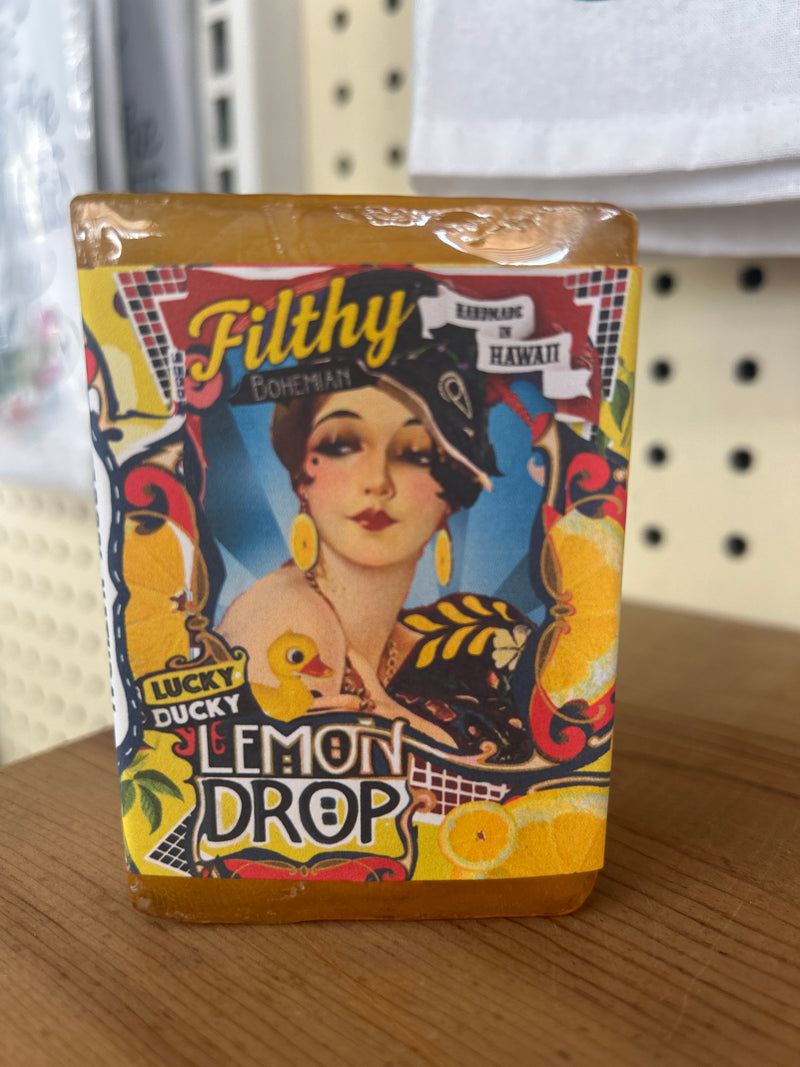 Filthy
BOHEMIAN
HANDMADE
IN
HAWAII
LUCKY
DUCKY
LEMON
DROP